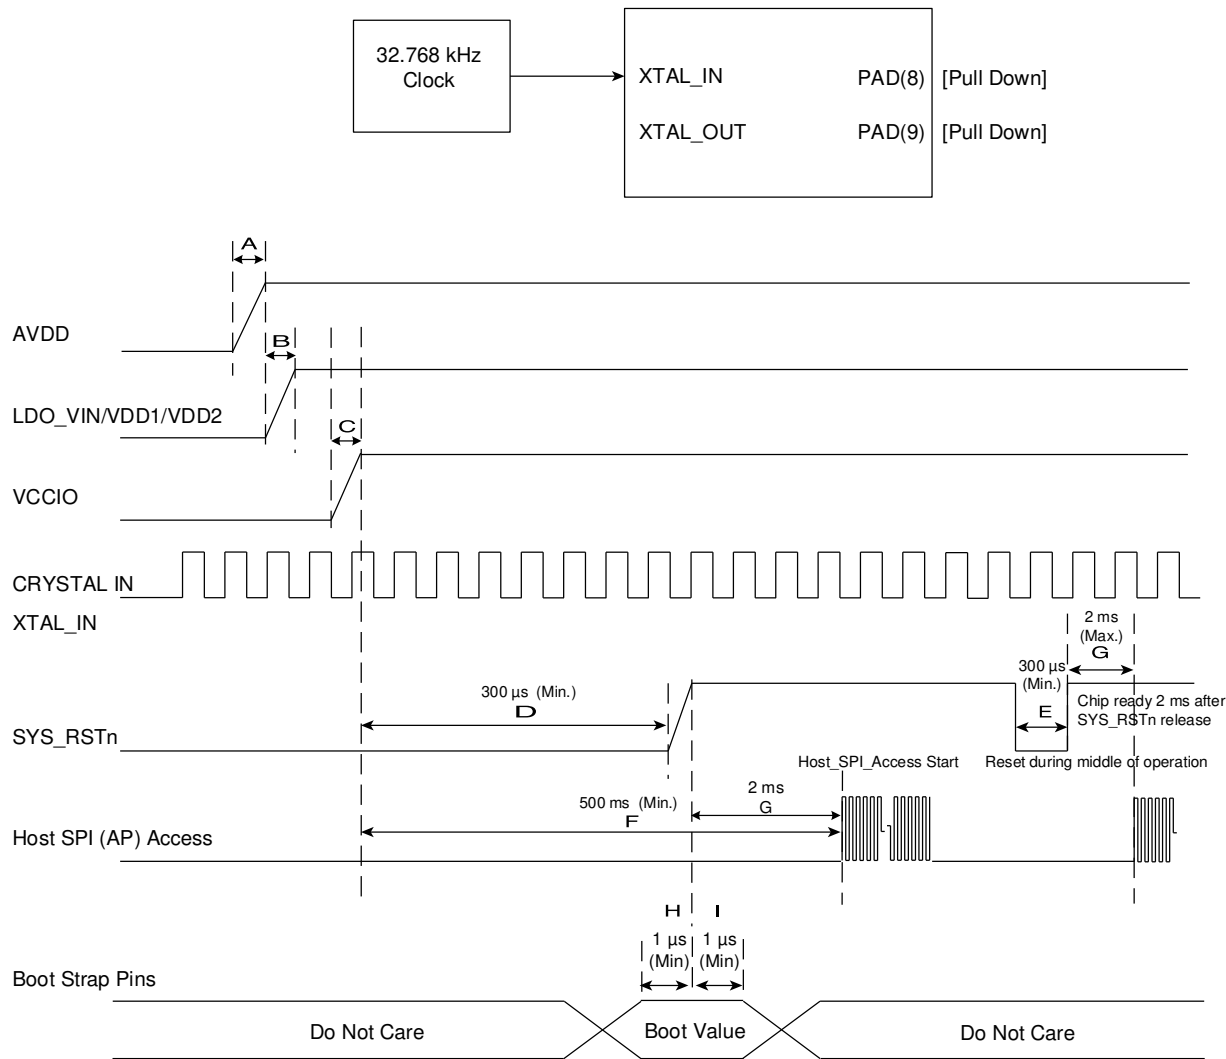 32.768 kHz
Clock
XTAL_IN
PAD(8) [Pull Down]
XTAL_OUT
PAD(9) [Pull Down]
A
AVDD
B
LDO_VIN/VDD1/VDD2
C
VCCIO
CRYSTAL IN
XTAL_IN
2 ms
(Max.)
G
300 µs
(Min.)
E
Chip ready 2 ms after
SYS_RSTn release
300 µs (Min.)
D
SYS_RSTn
Reset during middle of operation
Host_SPI_Access Start
2 ms
G
500 ms (Min.)
F
Host SPI (AP) Access
H
I
1 µs
(Min)
1 µs
(Min)
Boot Strap Pins
Do Not Care
Boot Value
Do Not Care